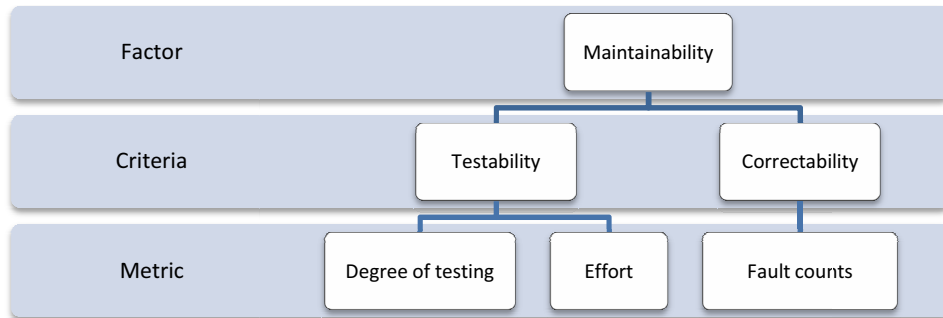 Factor
Maintainability
Criteria
Testability
Correctability
Metric
Degree of testing
Effort
Fault counts